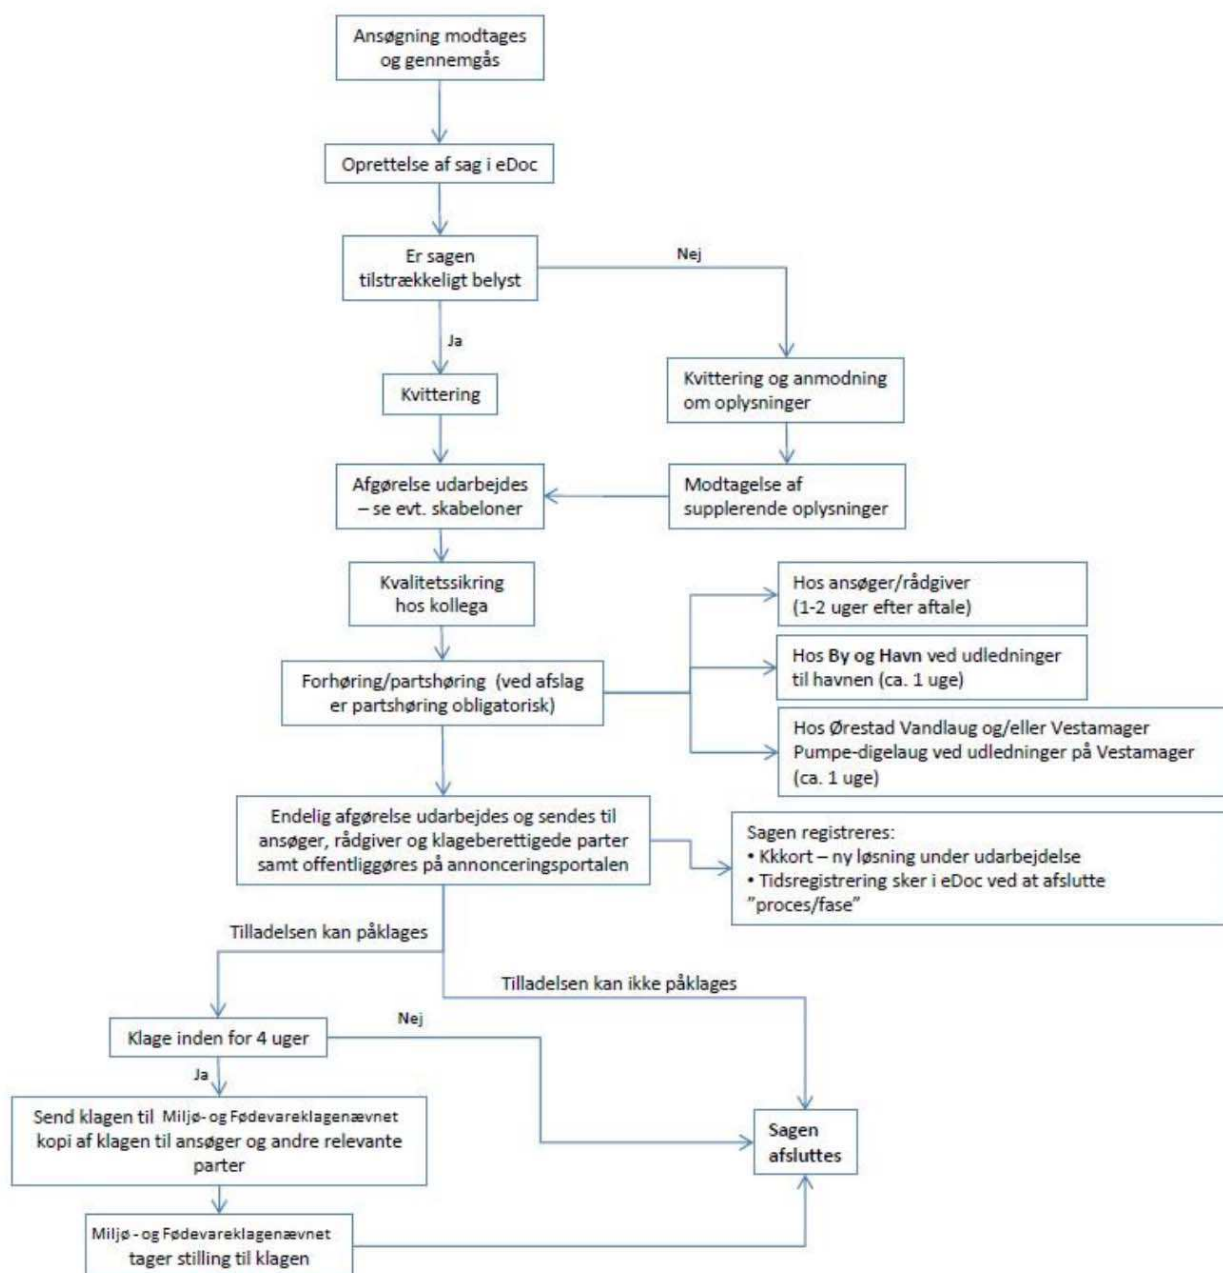 Ansøgning modtages
og gennemgås
Oprettelse af sag i eDoc
Er sagen
tilstrækkeligt belyst
Nej
Ja
Kvittering
Kvittering og anmodning
om oplysninger
Afgørelse udarbejdes
– se evt. skabeloner
Modtagelse af
supplerende oplysninger
Kvalitetssikring
hos kollega
Hos ansøger/rådgiver
(1-2 uger efter aftale)
Forhøring/partshøring (ved afslag
er partshøring obligatorisk)
Hos By og Havn ved udledninger
til havnen (ca. 1 uge)
Hos Ørestad Vandlaug og/eller Vestamager
Pumpe-digelaug ved udledninger på Vestamager
(ca. 1 uge)
Endelig afgørelse udarbejdes og sendes til
ansøger, rådgiver og klageberettigede parter
samt offentliggøres på annonceringsportalen
Sagen registreres:
• Kkkort – ny løsning under udarbejdelse
• Tidsregistrering sker i eDoc ved at afslutte
”proces/fase”
Tilladelsen kan påklages
Tilladelsen kan ikke påklages
Klage inden for 4 uger
Nej
Ja
Send klagen til Miljø- og Fødevareklagenævnet
kopi af klagen til ansøger og andre relevante
parter
Sagen
afsluttes
Miljø - og Fødevareklagenævnet
tager stilling til klagen